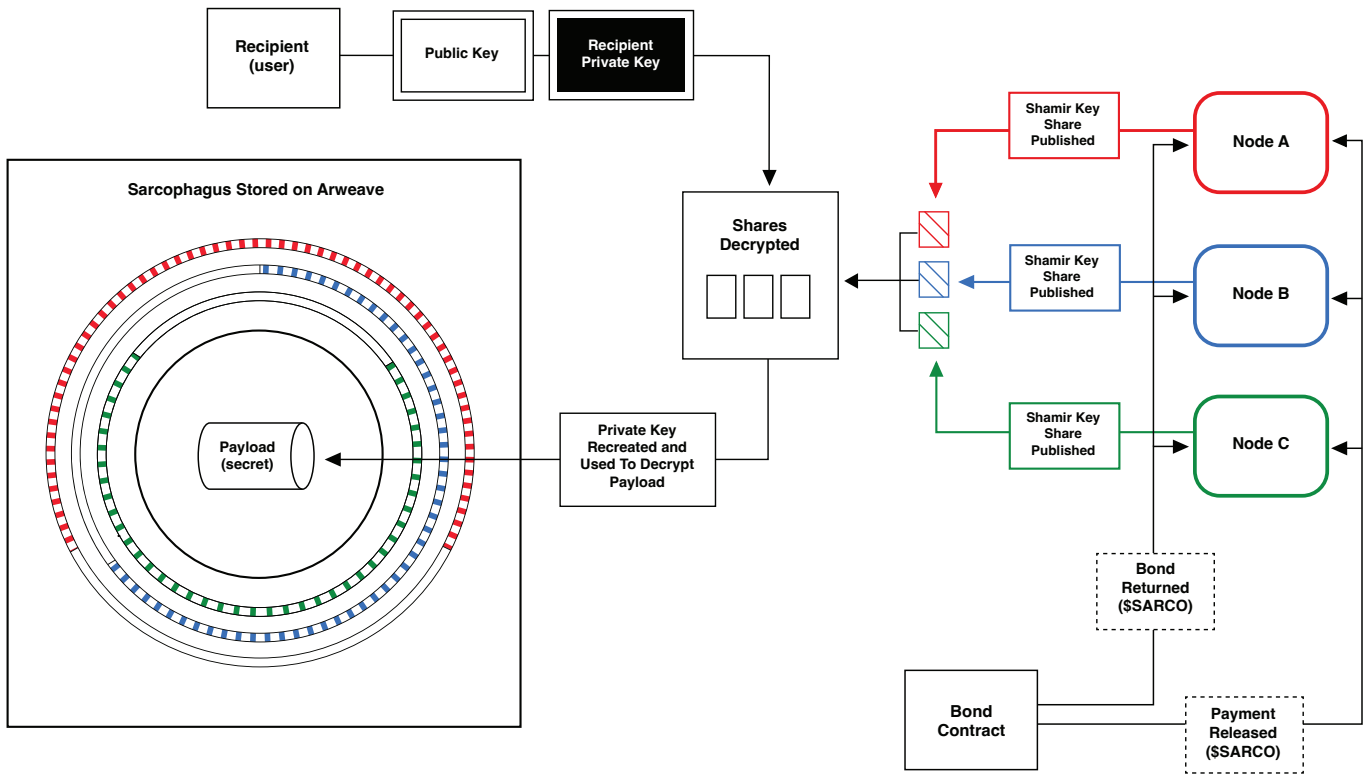 Recipient
(user)
Public Key
Recipient
Private Key
Sarcophagus Stored on Arweave
Payload
(secret)
Shares
Decrypted
Private Key
Recreated and
Used To Decrypt
Payload
Shamir Key
Share
Published
Node A
Shamir Key
Share
Published
Node B
Shamir Key
Share
Published
Node C
Bond
Returned
($SARCO)
Bond
Contract
Payment
Released
($SARCO)